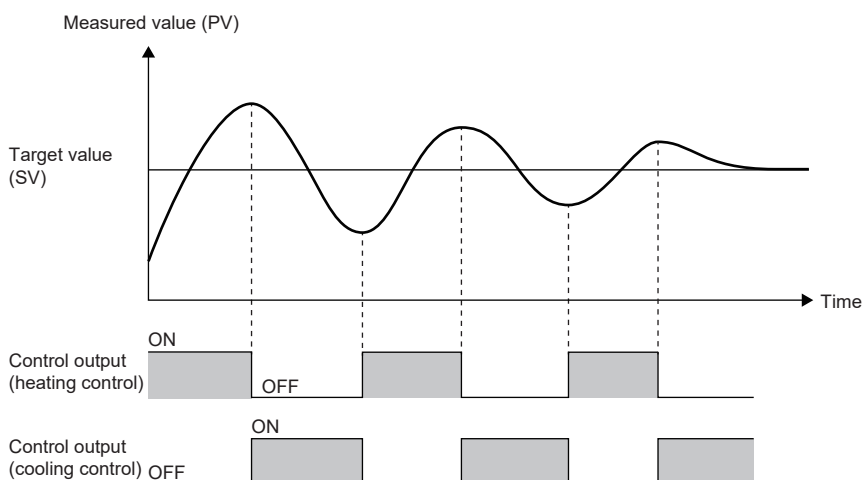 Measured value (PV)
Target value
(SV)
Time
ON
Control output
(heating control)
OFF
ON
Control output
(cooling control)
OFF